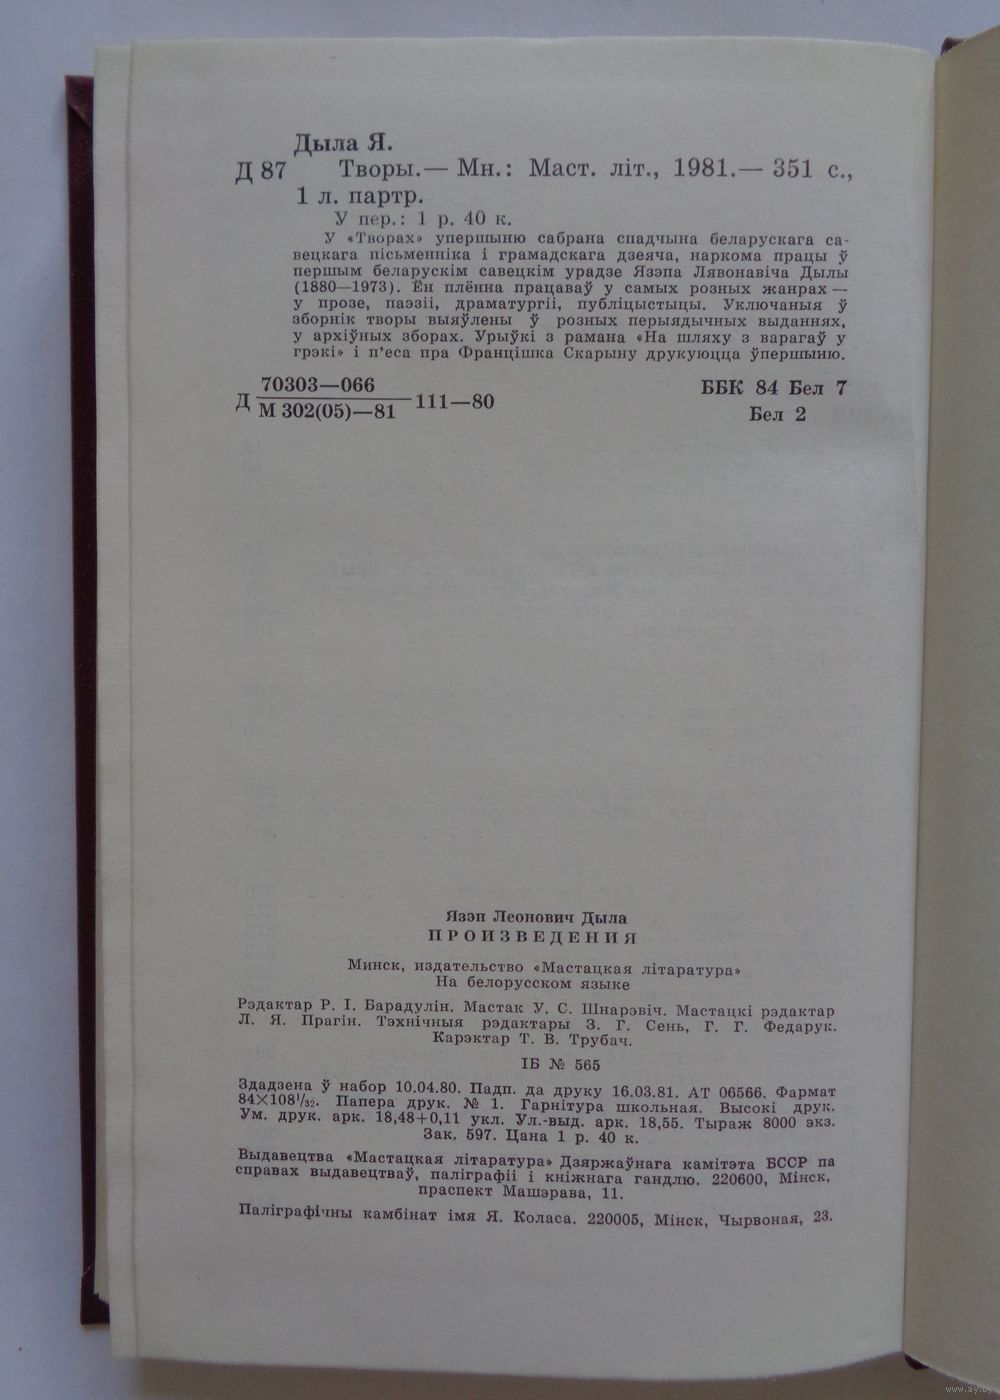 Дыла Я.
Д 87 Творы.— Мн.: Маст. літ., 1981.— 351 с.,
1 л. партр.
У пер.: 1 р. 40 к.
У «Творах» упершыню сабрана спадчына беларускага са-
вецкага пісьменніка і грамадскага дзеяча, наркома працы ў
першым беларускім савецкім урадзе Язэпа Лявонавіча Дылы
(1880—1973). Ён плённа працаваў у самых розных жанрах —
у прозе, паэзіі, драматургіі, публіцыстыцы. Уключаныя ў
зборнік творы выяўлены ў розных перыядычных выданнях,
у архіўных зборах. Урыўкі з рамана «На шляху з варагаў у
грэкі» і п'еса пра Францішка Скарыну друкуюцца ўпершыню.
70303—066
Д М 302(05)—81 111—80
ББК 84 Бел 7
Бел 2
Язэп Леонович Дыла
ПРОИЗВЕДЕНИЯ
Минск, издательство «Мастацкая літаратура»
На белорусском языке
Рэдактар Р. І. Барадулін. Мастак У. С. Шнарэвіч. Мастацкі рэдактар
Л. Я. Прагін. Тэхнічныя рэдактары З. Г. Сень, Г. Г. Федарук.
Карэктар Т. В. Трубач.
ІБ № 565
Здадзена ў набор 10.04.80. Падп. да друку 16.03.81. АТ 06566. Фармат
84×108¹/₃₂. Папера друк. № 1. Гарнітура школьная. Высокі друк.
Ум. друк. арк. 18,48+0,11 укл. Ул.-выд. арк. 18,55. Тыраж 8000 экз.
Зак. 597. Цана 1 р. 40 к.
Выдавецтва «Мастацкая літаратура» Дзяржаўнага камітэта БССР па
справах выдавецтваў, паліграфіі і кніжнага гандлю. 220600, Мінск,
праспект Машэрава, 11.
Паліграфічны камбінат імя Я. Коласа. 220005, Мінск, Чырвоная, 23.
www.ay.by